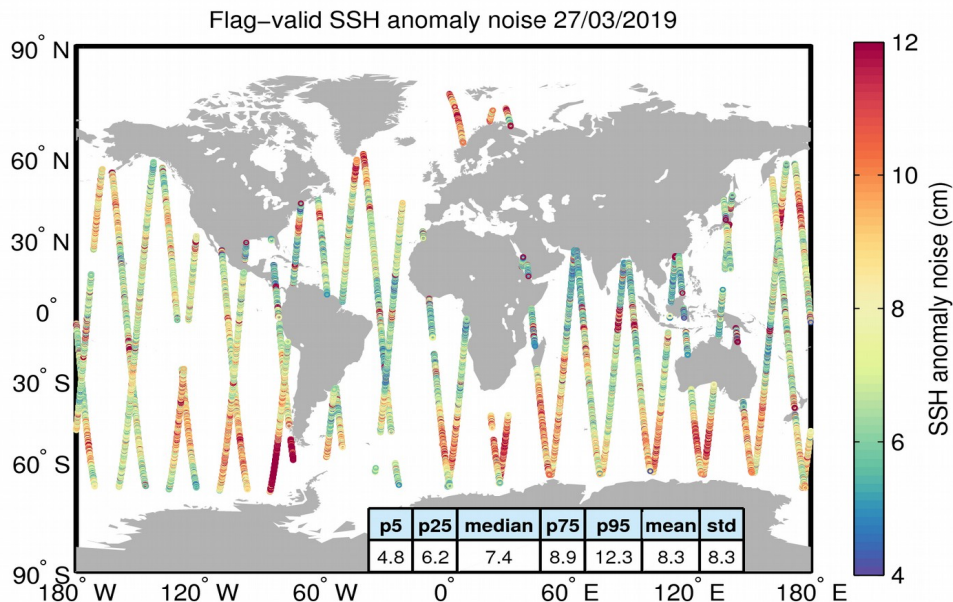 Flag−valid SSH anomaly noise 27/03/2019
90° N
60° N
30° N
0°
30° S
60° S
90° S
180° W
120° W
60° W
0°
60° E
120° E
180° E
12
10
8
6
4
SSH anomaly noise (cm)
p5 p25 median p75 p95 mean std
4.8 6.2 7.4 8.9 12.3 8.3 8.3